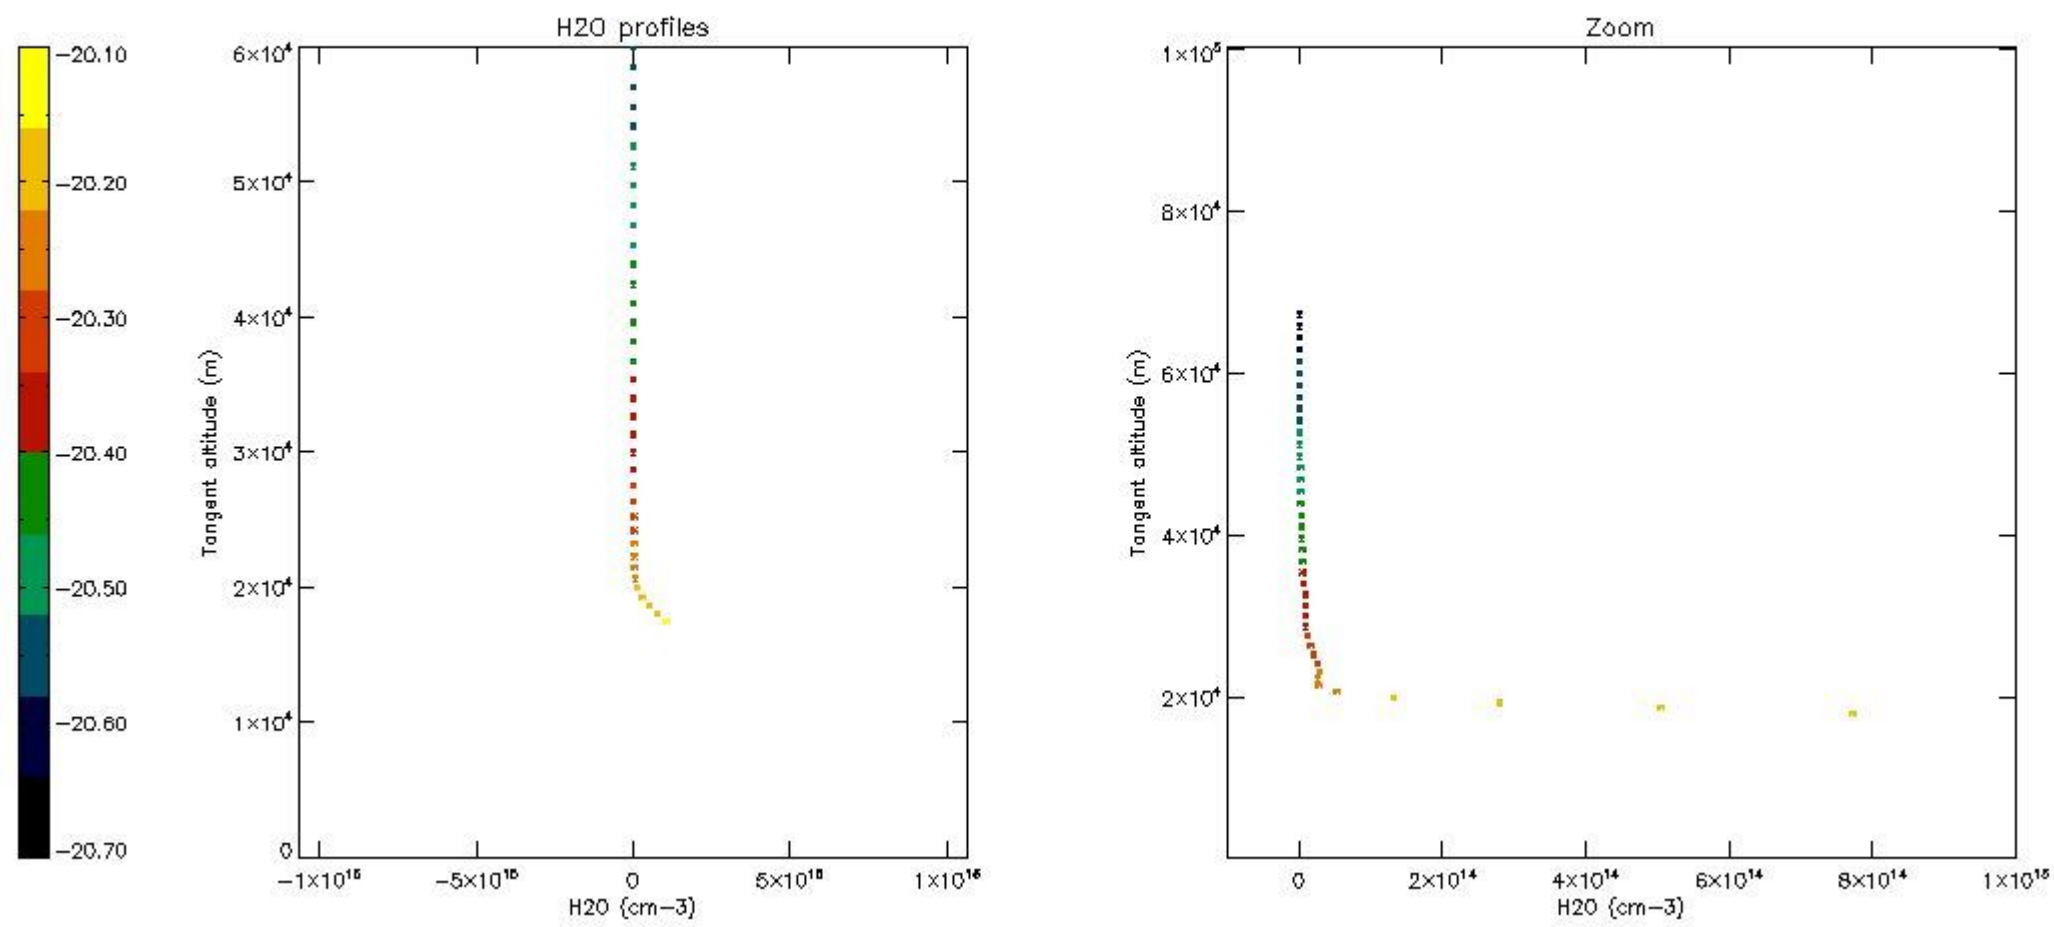 −20.10
−20.20
−20.30
−20.40
−20.50
−20.60
−20.70
H2O profiles
6×10⁴
5×10⁴
4×10⁴
3×10⁴
2×10⁴
1×10⁴
0
Tangent altitude (m)
−1×10¹⁶ −5×10¹⁵ 0 5×10¹⁵ 1×10¹⁶
H2O (cm−3)
Zoom
1×10⁵
8×10⁴
6×10⁴
4×10⁴
2×10⁴
Tangent altitude (m)
0 2×10¹⁴ 4×10¹⁴ 6×10¹⁴ 8×10¹⁴ 1×10¹⁵
H2O (cm−3)